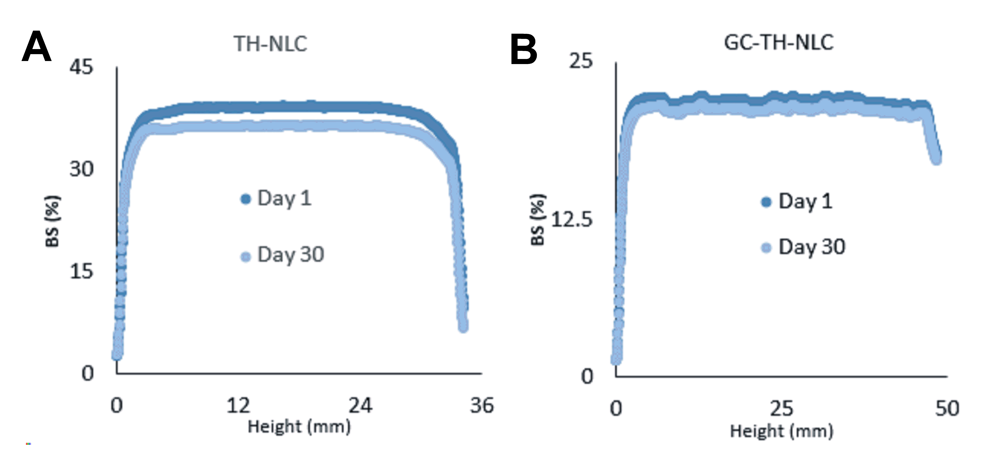 A
TH-NLC
45
30
15
0
BS (%)
Day 1
Day 30
0 12 24 36
Height (mm)
B
GC-TH-NLC
25
12.5
0
BS (%)
Day 1
Day 30
0 25 50
Height (mm)